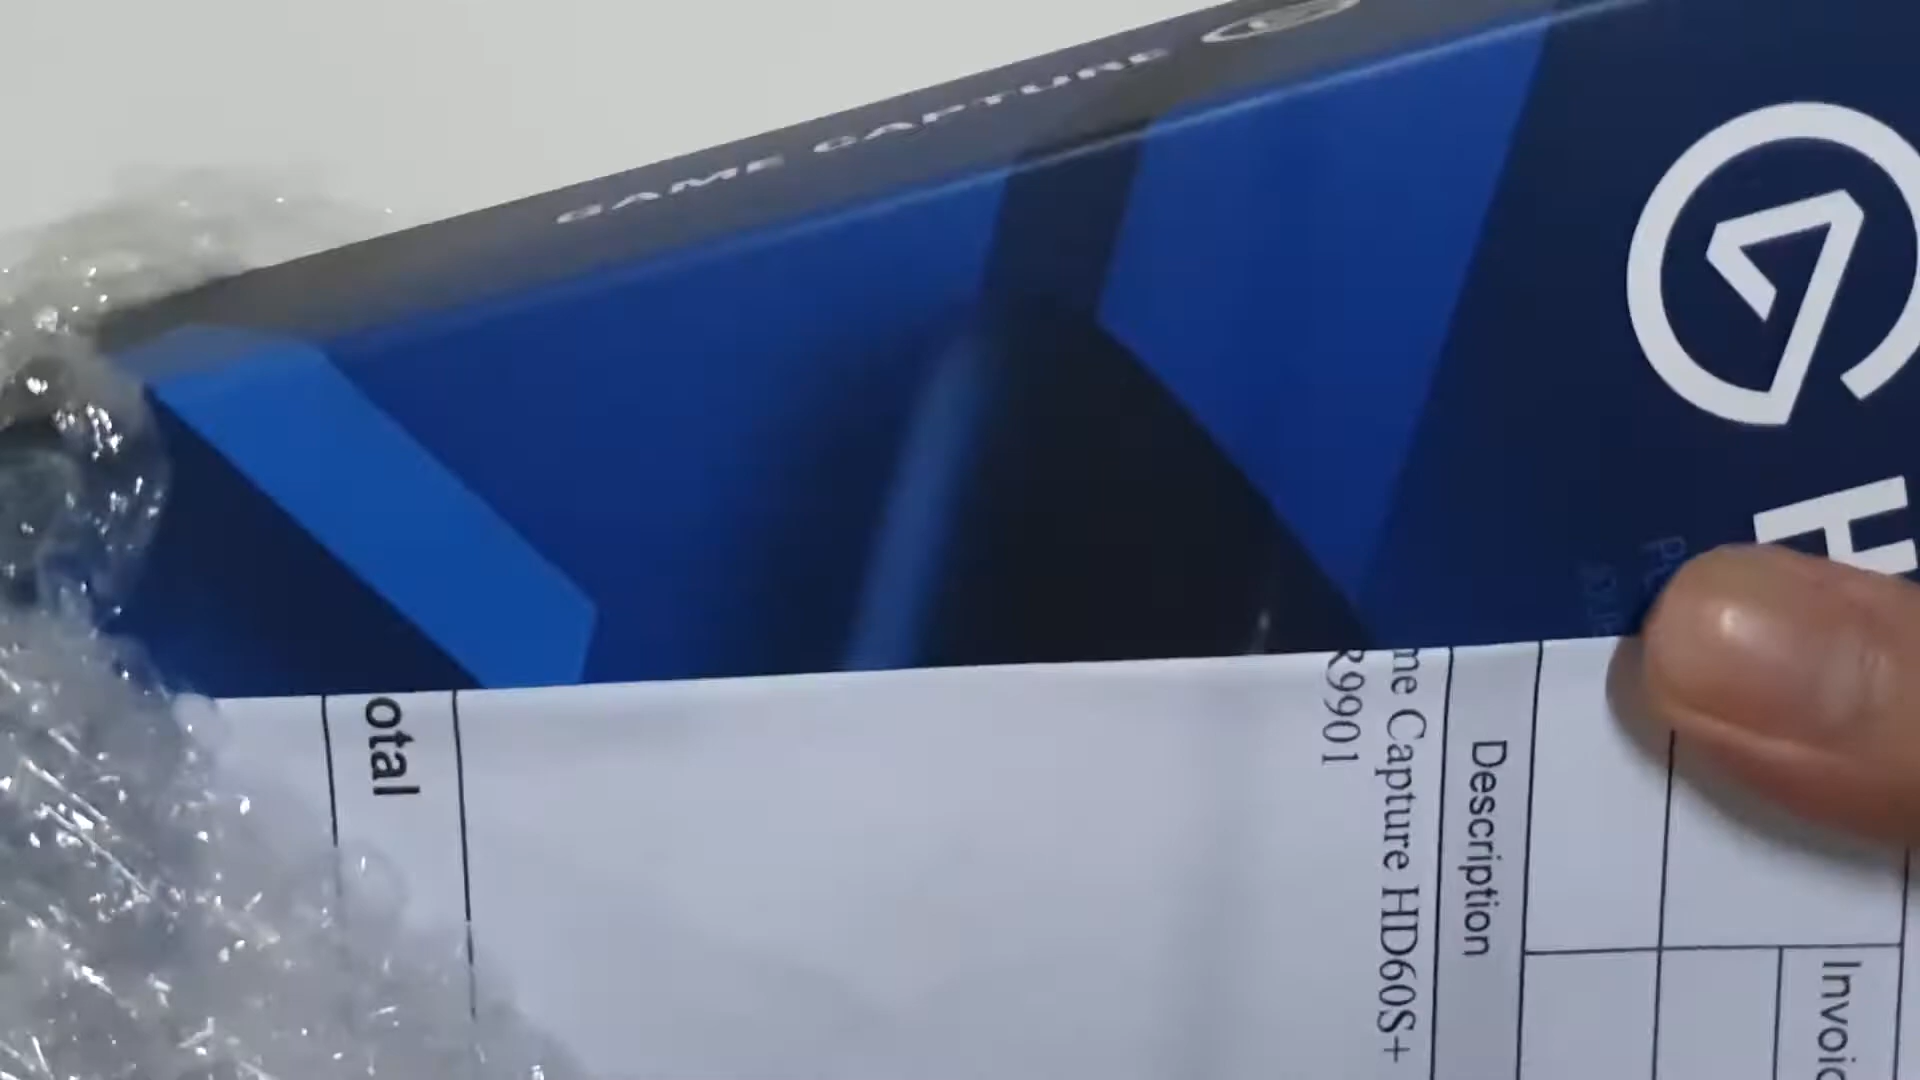 GAME CAPTURE
H
Invoic
Description
me Capture HD60S+
R9901
otal